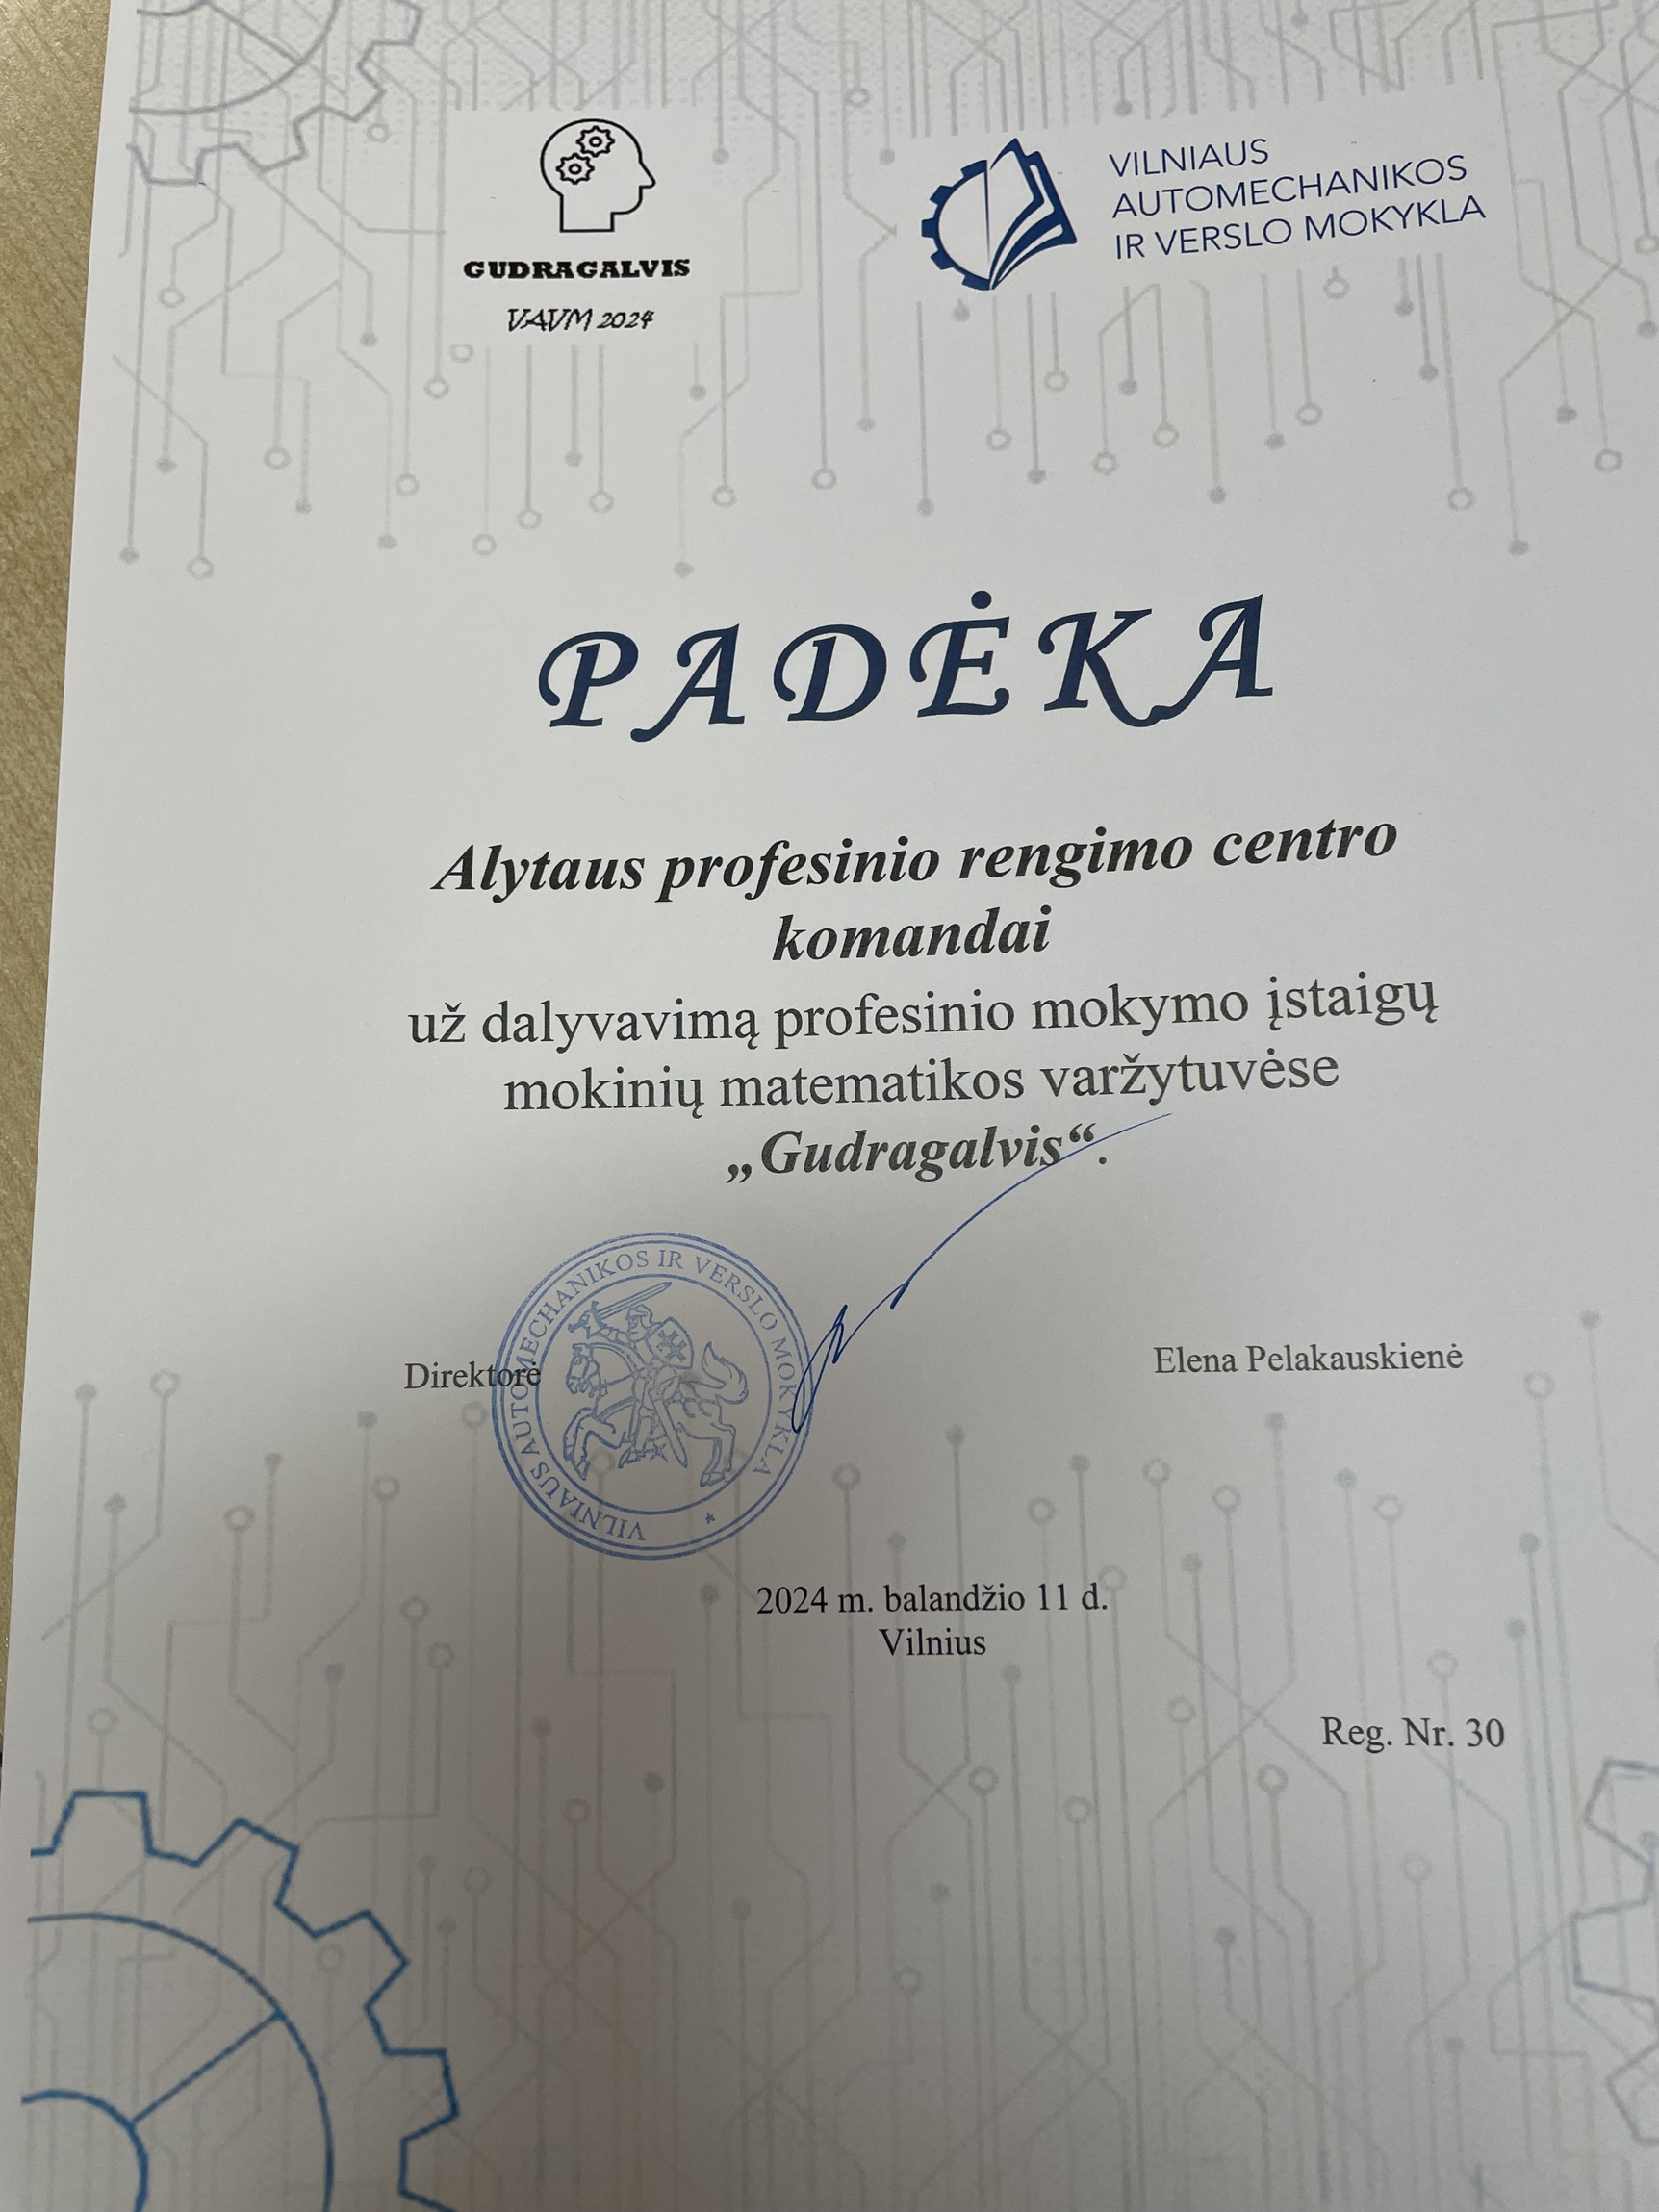 GUDRAGALVIS
VAVM 2024
VILNIAUS
AUTOMECHANIKOS
IR VERSLO MOKYKLA
PADĖKA
Alytaus profesinio rengimo centro
komandai
už dalyvavimą profesinio mokymo įstaigų
mokinių matematikos varžytuvėse
„Gudragalvis“.
Direktorė
VILNIAUS AUTOMECHANIKOS IR VERSLO MOKYKLA *
Elena Pelakauskienė
2024 m. balandžio 11 d.
Vilnius
Reg. Nr. 30